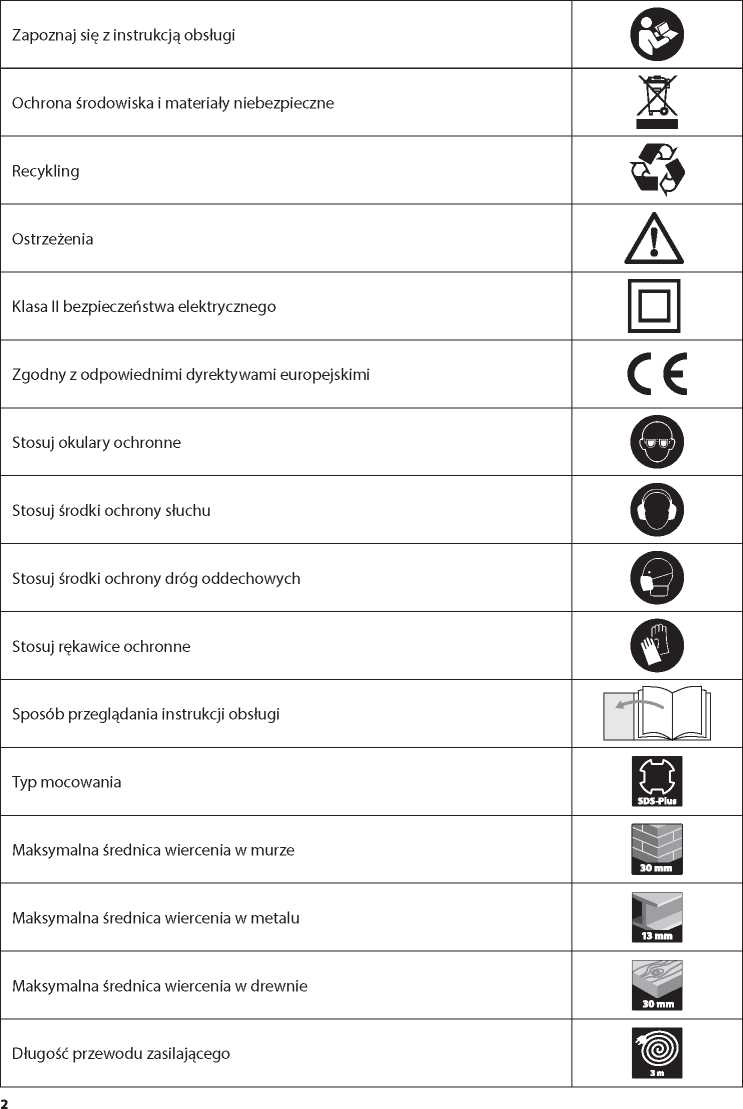 Zapoznaj się z instrukcją obsługi
Ochrona środowiska i materiały niebezpieczne
Recykling
Ostrzeżenia
Klasa II bezpieczeństwa elektrycznego
Zgodny z odpowiednimi dyrektywami europejskimi
CE
Stosuj okulary ochronne
Stosuj środki ochrony słuchu
Stosuj środki ochrony dróg oddechowych
Stosuj rękawice ochronne
Sposób przeglądania instrukcji obsługi
Typ mocowania
SDS-Plus
Maksymalna średnica wiercenia w murze
30 mm
Maksymalna średnica wiercenia w metalu
13 mm
Maksymalna średnica wiercenia w drewnie
30 mm
Długość przewodu zasilającego
3 m
2